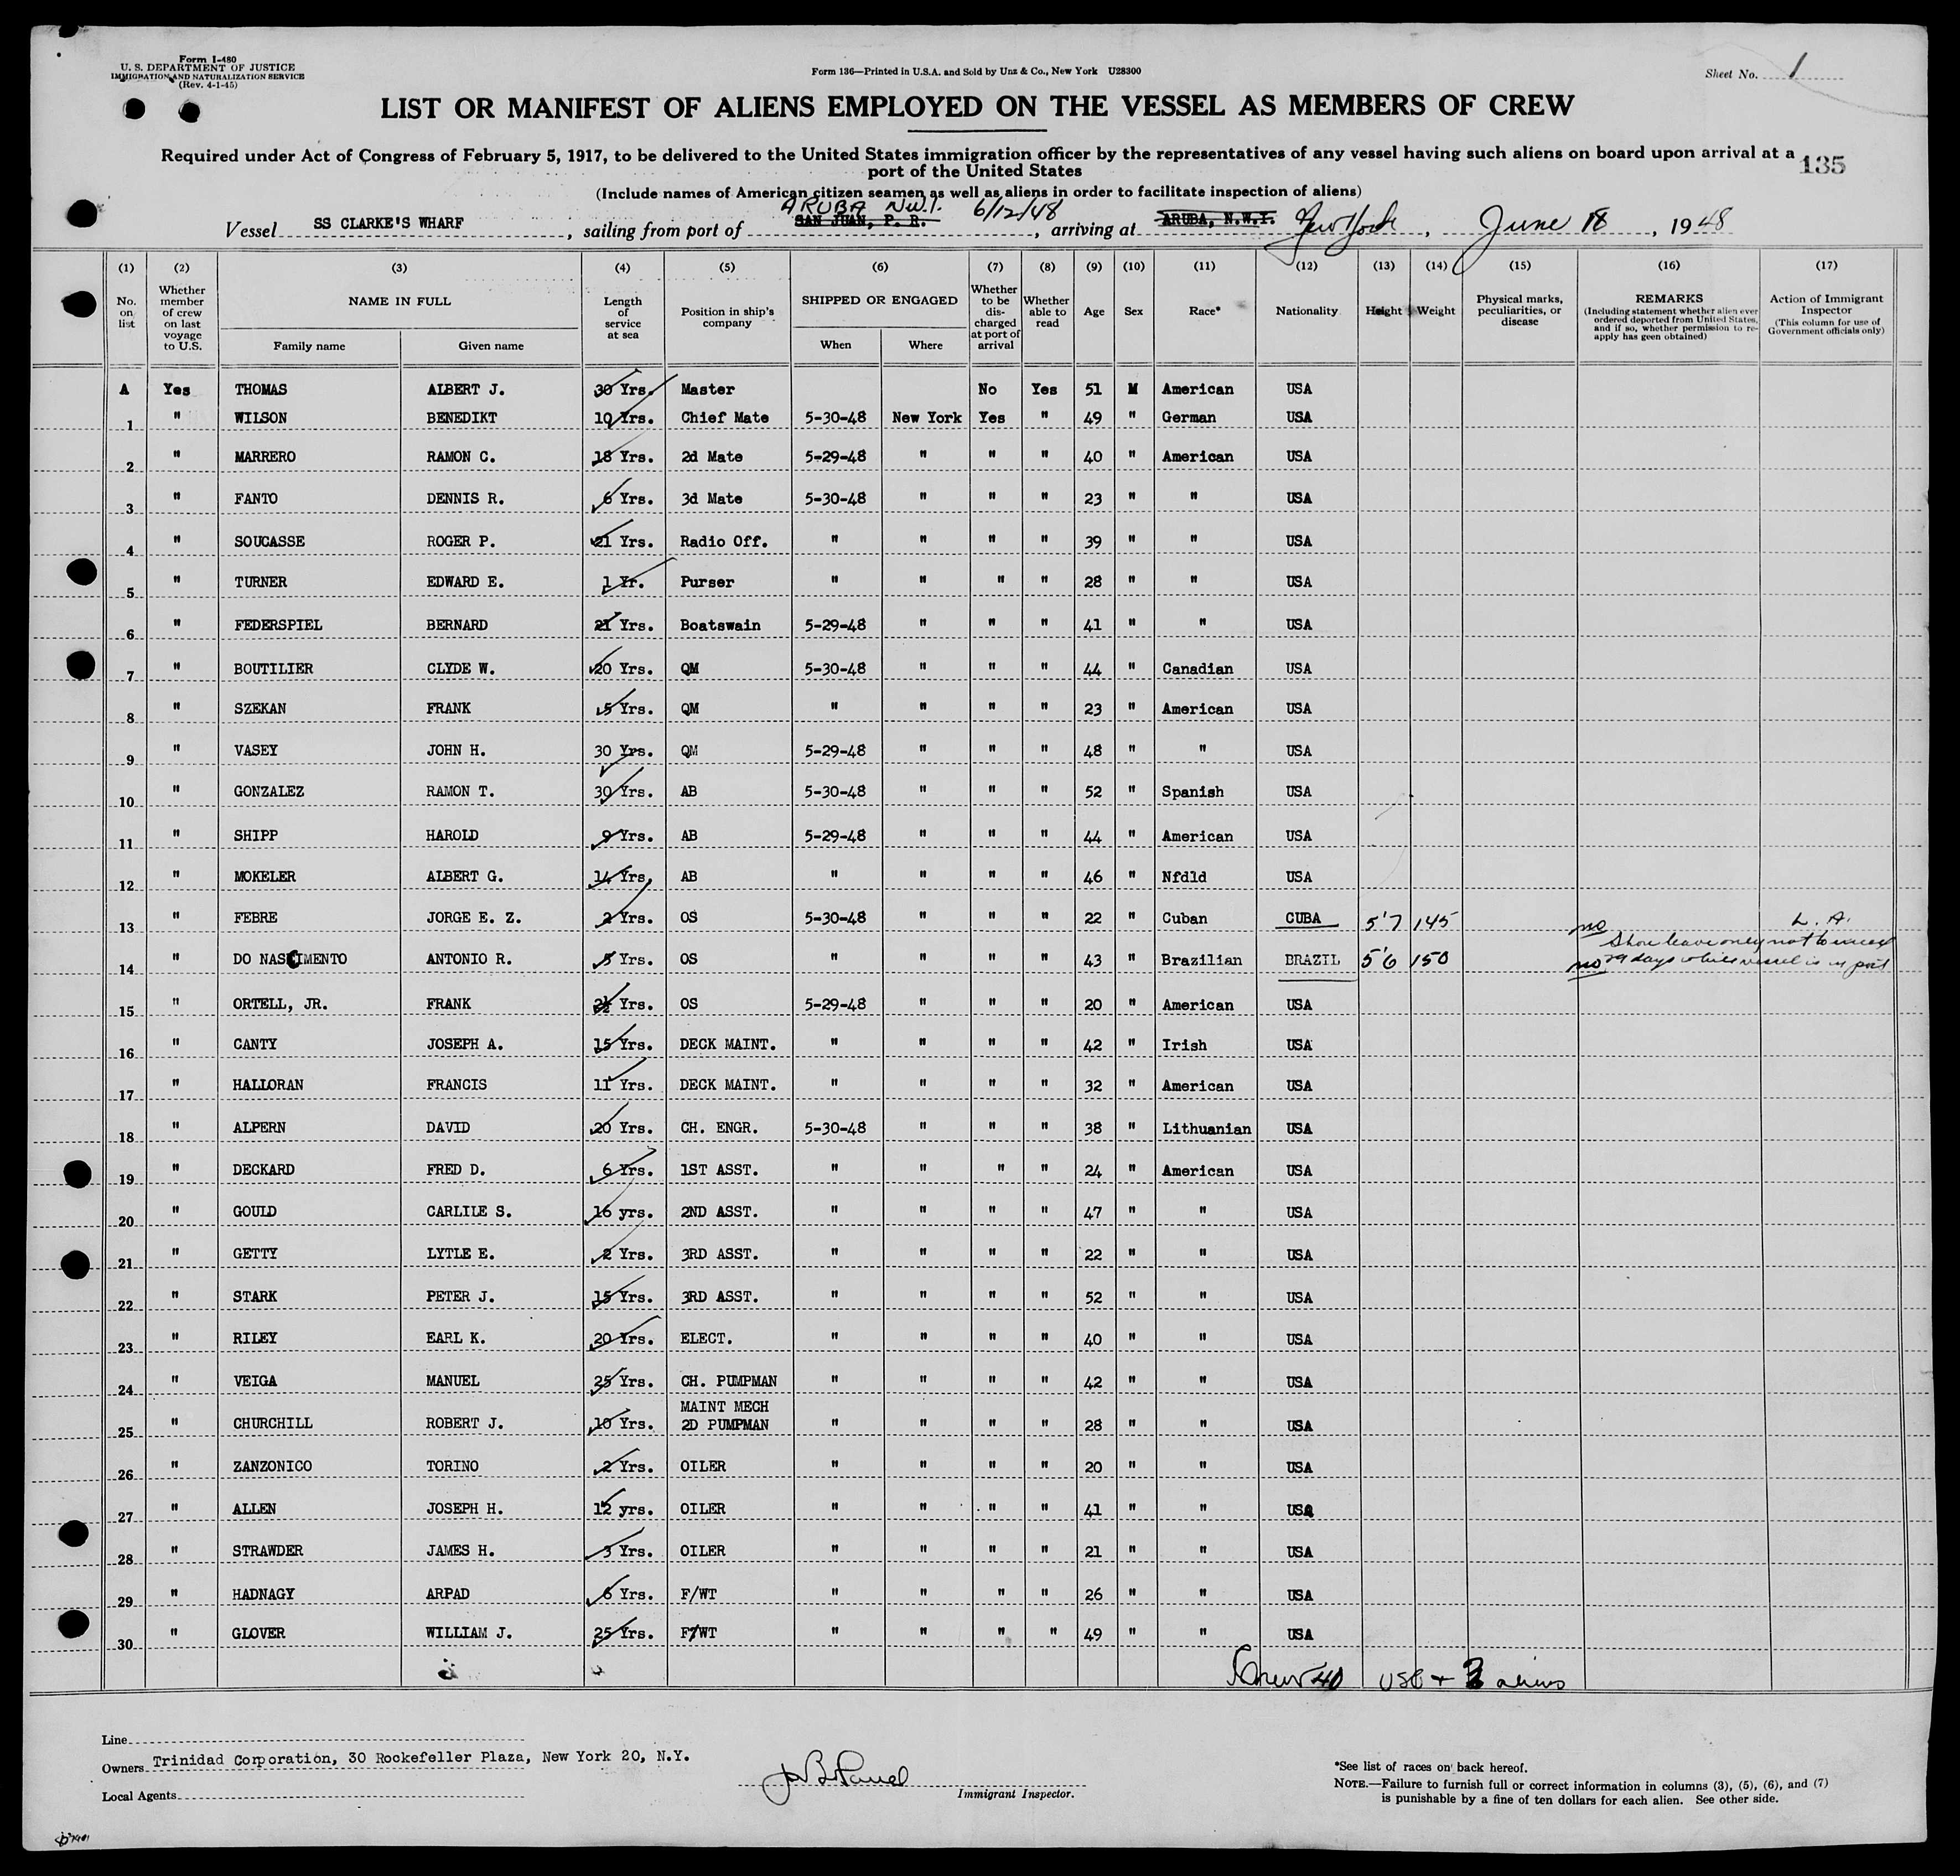 Form I-480
U. S. DEPARTMENT OF JUSTICE
IMMIGRATION AND NATURALIZATION SERVICE
(Rev. 4-1-45)
Form 136—Printed in U.S.A. and Sold by Unz & Co., New York U28300
Sheet No. 1
LIST OR MANIFEST OF ALIENS EMPLOYED ON THE VESSEL AS MEMBERS OF CREW
Required under Act of Congress of February 5, 1917, to be delivered to the United States immigration officer by the representatives of any vessel having such aliens on board upon arrival at a
port of the United States
135
(Include names of American citizen seamen as well as aliens in order to facilitate inspection of aliens)
ARUBA N.W.I. 6/12/48
Vessel SS CLARKE'S WHARF, sailing from port of SAN JUAN, P. R., arriving at ARUBA, N.W.I. New York, June 18, 1948
(1) (2) (3) (4) (5) (6) (7) (8) (9) (10) (11) (12) (13) (14) (15) (16) (17)
No. on list
Whether member of crew on last voyage to U.S.
NAME IN FULL
Family name
Given name
Length of service at sea
Position in ship's company
SHIPPED OR ENGAGED
When
Where
Whether to be discharged at port of arrival
Whether able to read
Age
Sex
Race*
Nationality
Height
Weight
Physical marks, peculiarities, or disease
REMARKS
(Including statement whether alien ever ordered deported from United States, and if so, whether permission to re-apply has geen obtained)
Action of Immigrant Inspector
(This column for use of Government officials only)
A Yes THOMAS ALBERT J. 30 Yrs. Master No Yes 51 M American USA
1 " WILSON BENEDIKT 10 Yrs. Chief Mate 5-30-48 New York Yes " 49 " German USA
2 " MARRERO RAMON C. 18 Yrs. 2d Mate 5-29-48 " " " 40 " American USA
3 " FANTO DENNIS R. 6 Yrs. 3d Mate 5-30-48 " " " 23 " " USA
4 " SOUCASSE ROGER P. 21 Yrs. Radio Off. " " " " 39 " " USA
5 " TURNER EDWARD E. 1 Yr. Purser " " " " 28 " " USA
6 " FEDERSPIEL BERNARD 21 Yrs. Boatswain 5-29-48 " " " 41 " " USA
7 " BOUTILIER CLYDE W. 20 Yrs. QM 5-30-48 " " " 44 " Canadian USA
8 " SZEKAN FRANK 5 Yrs. QM " " " " 23 " American USA
9 " VASEY JOHN H. 30 Yrs. QM 5-29-48 " " " 48 " " USA
10 " GONZALEZ RAMON T. 30 Yrs. AB 5-30-48 " " " 52 " Spanish USA
11 " SHIPP HAROLD 9 Yrs. AB 5-29-48 " " " 44 " American USA
12 " MOKELER ALBERT G. 14 Yrs. AB " " " " 46 " Nfdld USA
13 " FEBRE JORGE E. Z. 2 Yrs. OS 5-30-48 " " " 22 " Cuban CUBA 5'7 145 no L. A.
Shore leave only not to exceed
14 " DO NASCIMENTO ANTONIO R. 5 Yrs. OS " " " " 43 " Brazilian BRAZIL 5'6 150 no 29 days while vessel is in port
15 " ORTELL, JR. FRANK 2½ Yrs. OS 5-29-48 " " " 20 " American USA
16 " CANTY JOSEPH A. 15 Yrs. DECK MAINT. " " " " 42 " Irish USA
17 " HALLORAN FRANCIS 11 Yrs. DECK MAINT. " " " " 32 " American USA
18 " ALPERN DAVID 20 Yrs. CH. ENGR. 5-30-48 " " " 38 " Lithuanian USA
19 " DECKARD FRED D. 6 Yrs. 1ST ASST. " " " " 24 " American USA
20 " GOULD CARLILE S. 16 yrs. 2ND ASST. " " " " 47 " " USA
21 " GETTY LYTLE E. 2 Yrs. 3RD ASST. " " " " 22 " " USA
22 " STARK PETER J. 15 Yrs. 3RD ASST. " " " " 52 " " USA
23 " RILEY EARL K. 20 Yrs. ELECT. " " " " 40 " " USA
24 " VEIGA MANUEL 25 Yrs. CH. PUMPMAN " " " " 42 " " USA
MAINT MECH
25 " CHURCHILL ROBERT J. 10 Yrs. 2D PUMPMAN " " " " 28 " " USA
26 " ZANZONICO TORINO 2 Yrs. OILER " " " " 20 " " USA
27 " ALLEN JOSEPH H. 12 yrs. OILER " " " " 41 " " USA
28 " STRAWDER JAMES H. 3 Yrs. OILER " " " " 21 " " USA
29 " HADNAGY ARPAD 6 Yrs. F/WT " " " " 26 " " USA
30 " GLOVER WILLIAM J. 25 Yrs. F/WT " " " " 49 " " USA
Crew 40 USC + aliens
Line
Owners Trinidad Corporation, 30 Rockefeller Plaza, New York 20, N.Y.
Local Agents
Immigrant Inspector.
*See list of races on back hereof.
NOTE.—Failure to furnish full or correct information in columns (3), (5), (6), and (7)
is punishable by a fine of ten dollars for each alien. See other side.